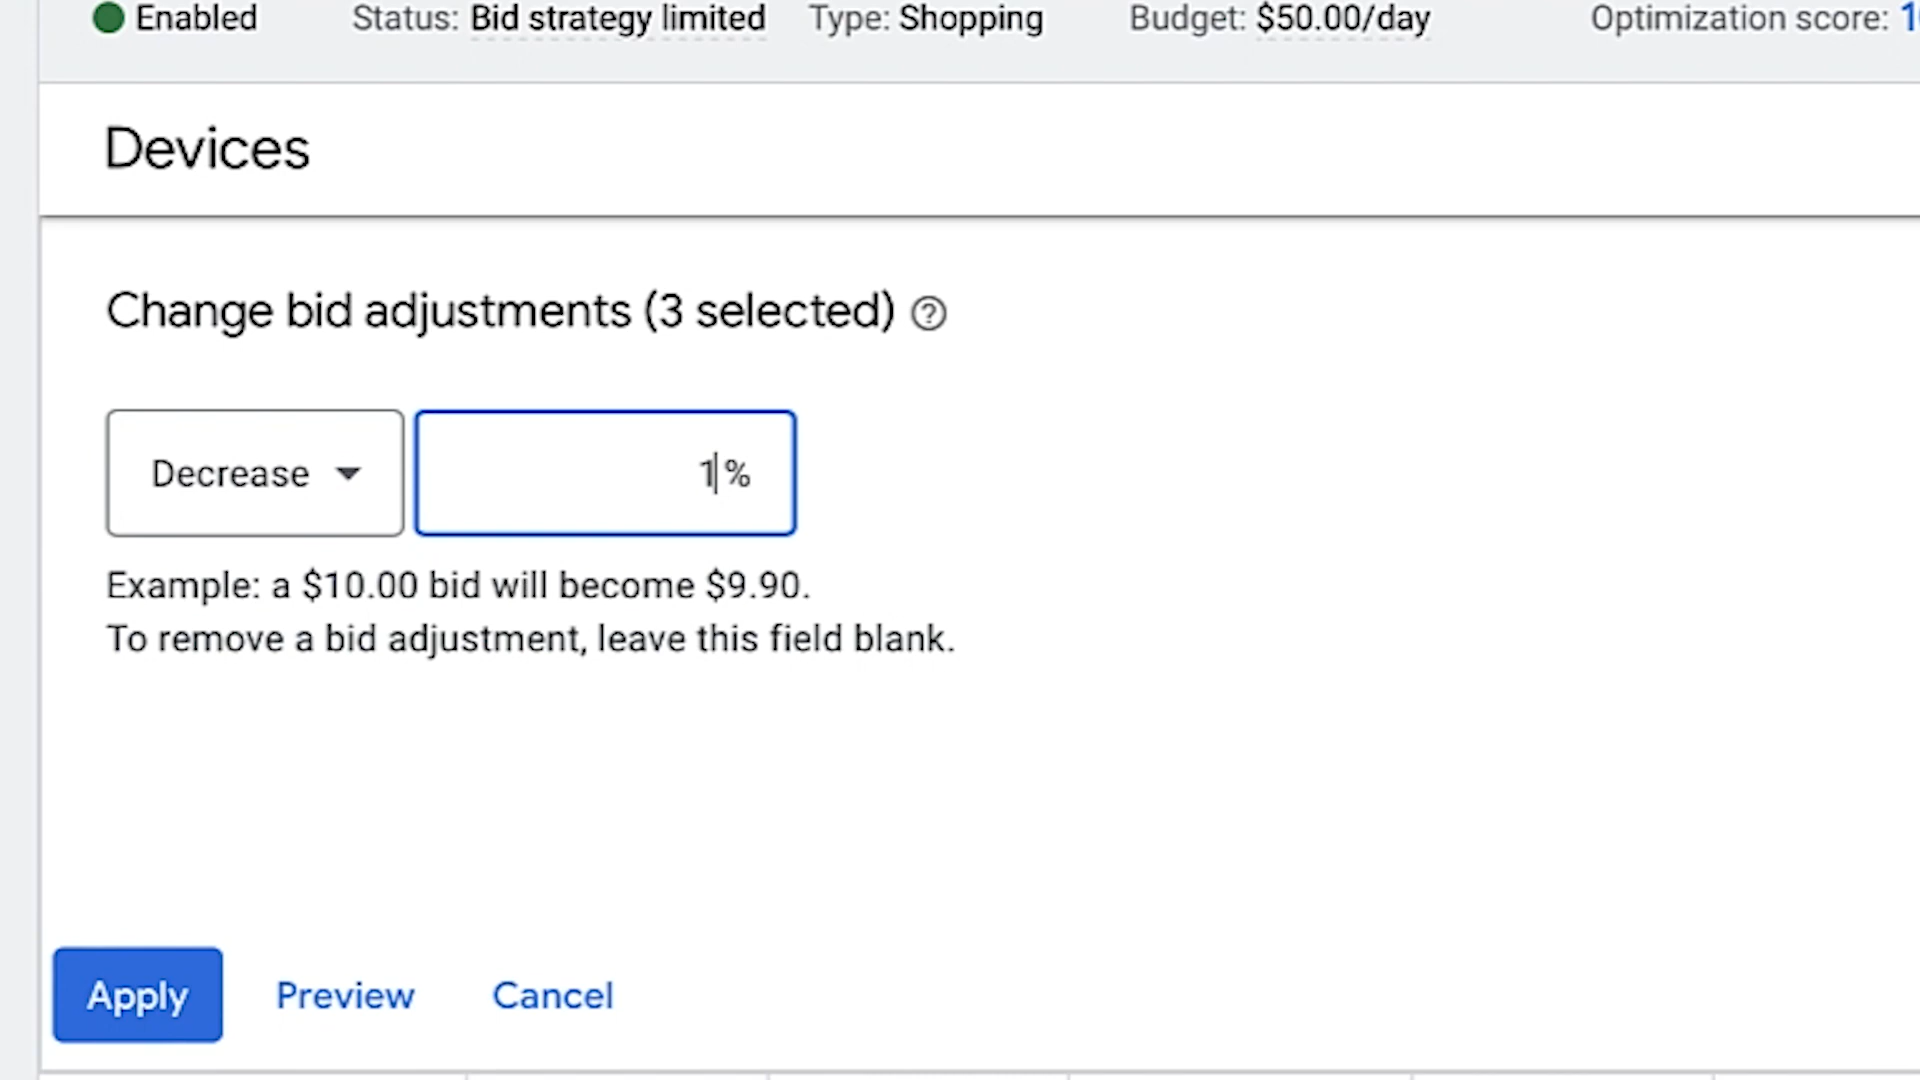 Enabled Status: Bid strategy limited Type: Shopping Budget: $50.00/day Optimization score:
Devices
Change bid adjustments (3 selected)
Decrease 1%
Example: a $10.00 bid will become $9.90.
To remove a bid adjustment, leave this field blank.
Apply Preview Cancel